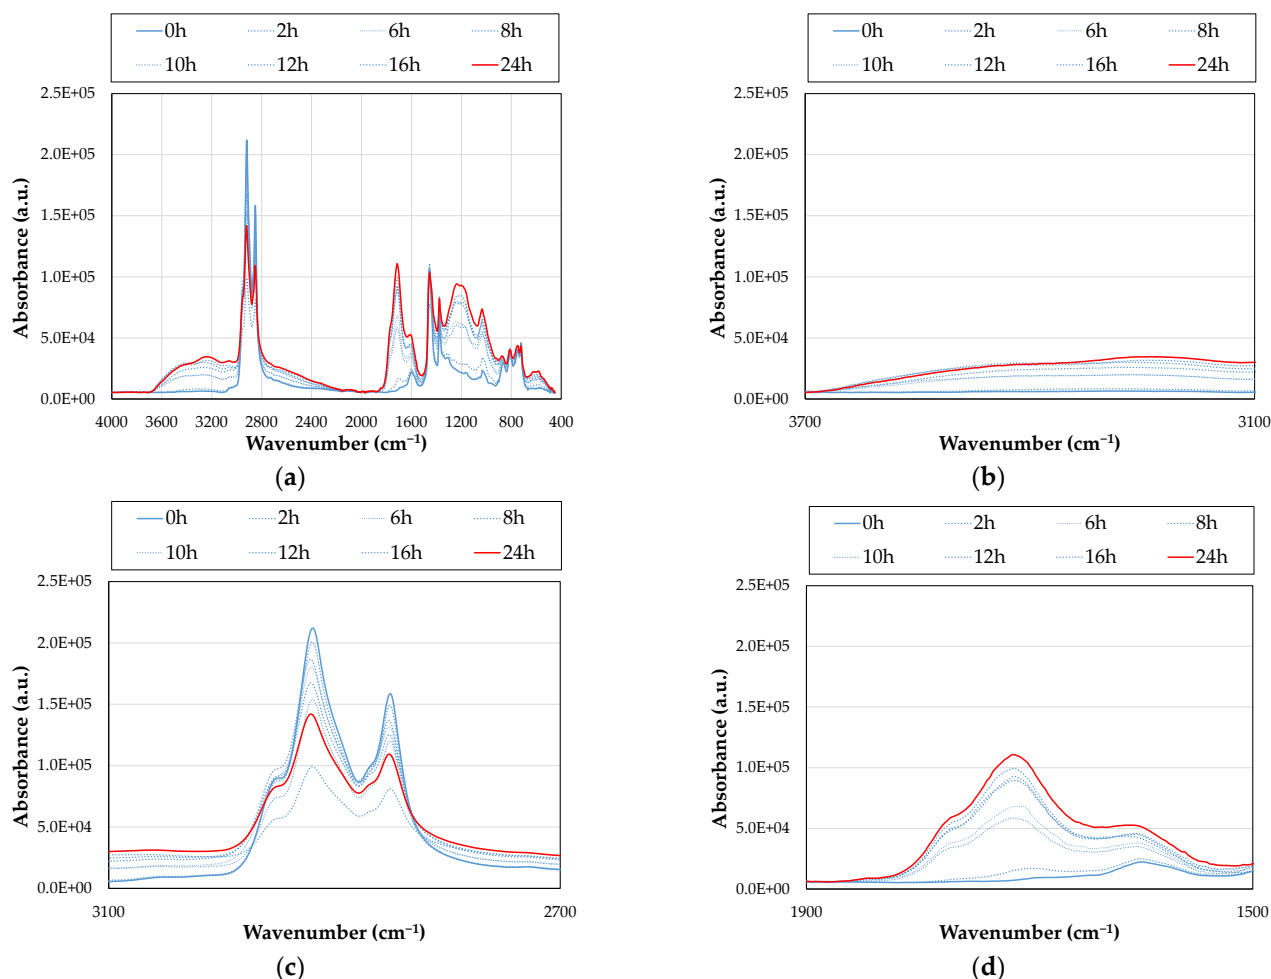 0h 2h 6h 8h
10h 12h 16h 24h
2.5E+05
2.0E+05
1.5E+05
1.0E+05
5.0E+04
0.0E+00
Absorbance (a.u.)
4000 3600 3200 2800 2400 2000 1600 1200 800 400
Wavenumber (cm⁻¹)
(a)
0h 2h 6h 8h
10h 12h 16h 24h
2.5E+05
2.0E+05
1.5E+05
1.0E+05
5.0E+04
0.0E+00
Absorbance (a.u.)
3700 3100
Wavenumber (cm⁻¹)
(b)
0h 2h 6h 8h
10h 12h 16h 24h
2.5E+05
2.0E+05
1.5E+05
1.0E+05
5.0E+04
0.0E+00
Absorbance (a.u.)
3100 2700
Wavenumber (cm⁻¹)
(c)
0h 2h 6h 8h
10h 12h 16h 24h
2.5E+05
2.0E+05
1.5E+05
1.0E+05
5.0E+04
0.0E+00
Absorbance (a.u.)
1900 1500
Wavenumber (cm⁻¹)
(d)